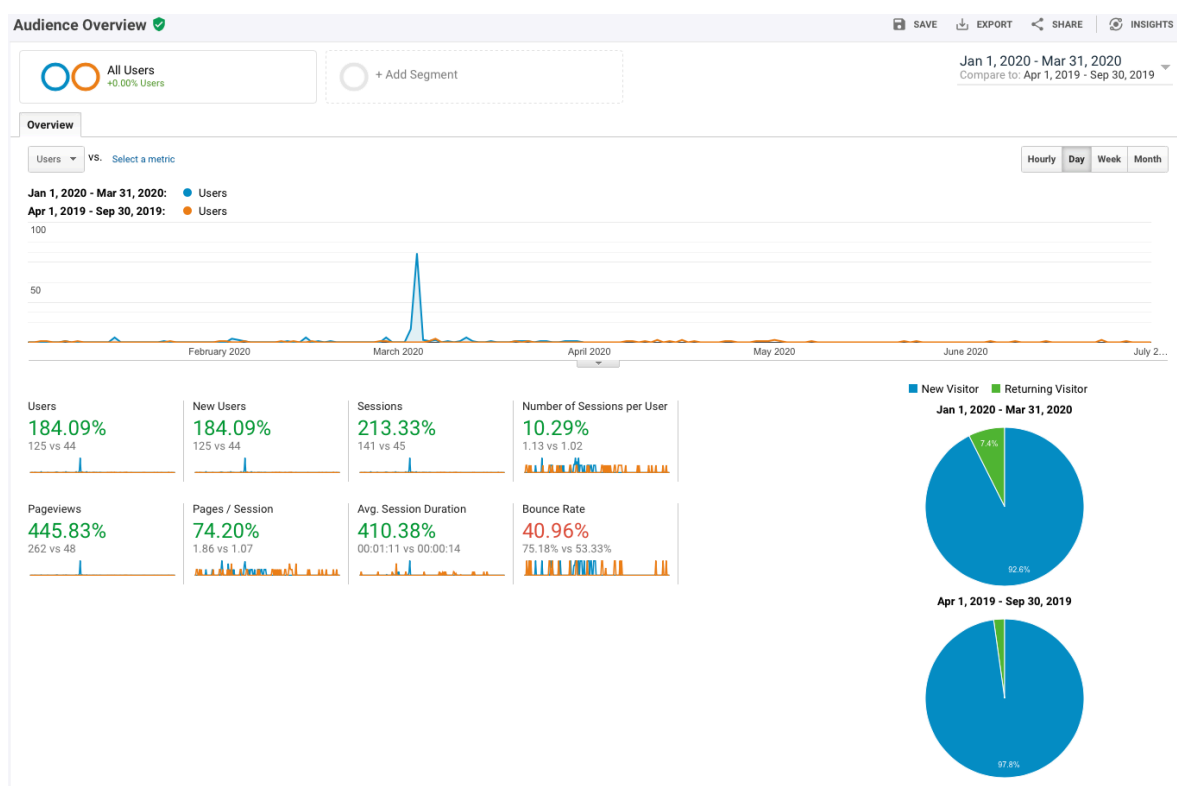 Audience Overview
SAVE EXPORT SHARE INSIGHTS
All Users
+0.00% Users
+ Add Segment
Jan 1, 2020 - Mar 31, 2020
Compare to: Apr 1, 2019 - Sep 30, 2019
Overview
Users VS. Select a metric
Hourly Day Week Month
Jan 1, 2020 - Mar 31, 2020: Users
Apr 1, 2019 - Sep 30, 2019: Users
100
50
February 2020 March 2020 April 2020 May 2020 June 2020 July 2...
New Visitor Returning Visitor
Users
184.09%
125 vs 44
New Users
184.09%
125 vs 44
Sessions
213.33%
141 vs 45
Number of Sessions per User
10.29%
1.13 vs 1.02
Pageviews
445.83%
262 vs 48
Pages / Session
74.20%
1.86 vs 1.07
Avg. Session Duration
410.38%
00:01:11 vs 00:00:14
Bounce Rate
40.96%
75.18% vs 53.33%
Jan 1, 2020 - Mar 31, 2020
7.4%
92.6%
Apr 1, 2019 - Sep 30, 2019
97.8%